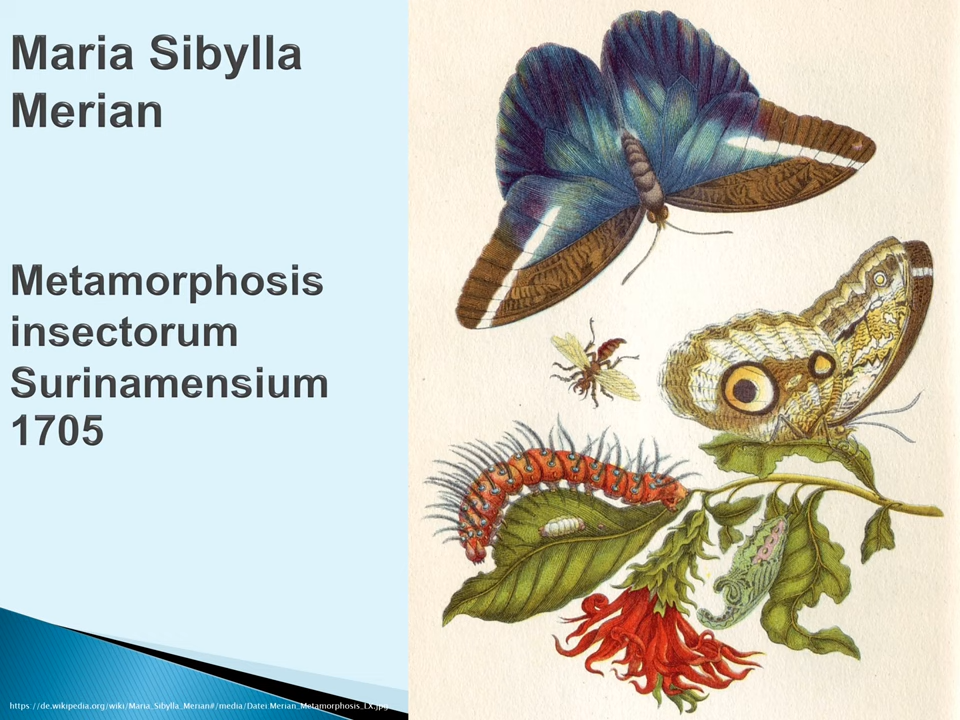 Maria Sibylla
Merian
Metamorphosis
insectorum
Surinamensium
1705
https://de.wikipedia.org/wiki/Maria_Sibylla_Merian#/media/Datei:Merian_Metamorphosis_LX.jpg